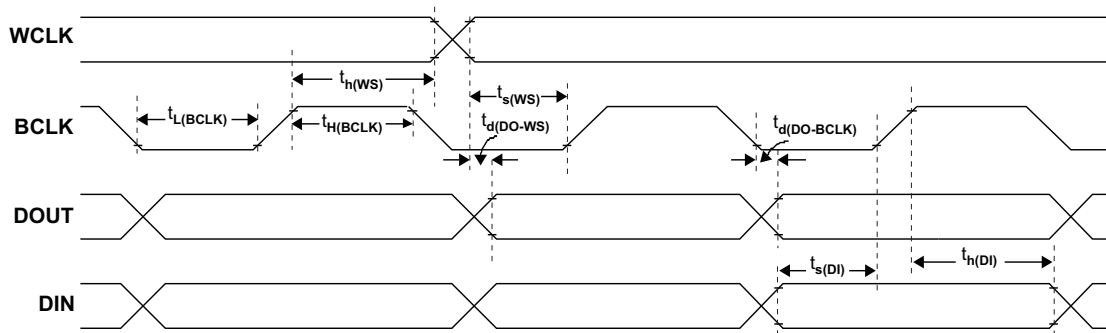 WCLK
th(WS)
ts(WS)
BCLK
tL(BCLK)
tH(BCLK)
td(DO-WS)
td(DO-BCLK)
DOUT
ts(DI)
th(DI)
DIN